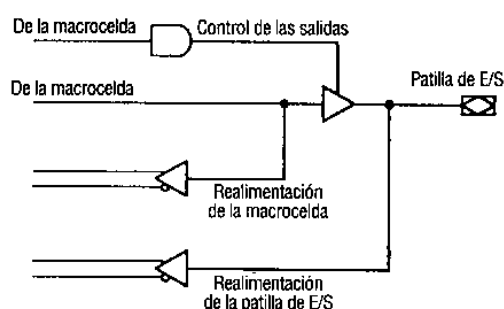 De la macrocelda
Control de las salidas
Patilla de E/S
De la macrocelda
Realimentación
de la macrocelda
Realimentación
de la patilla de E/S